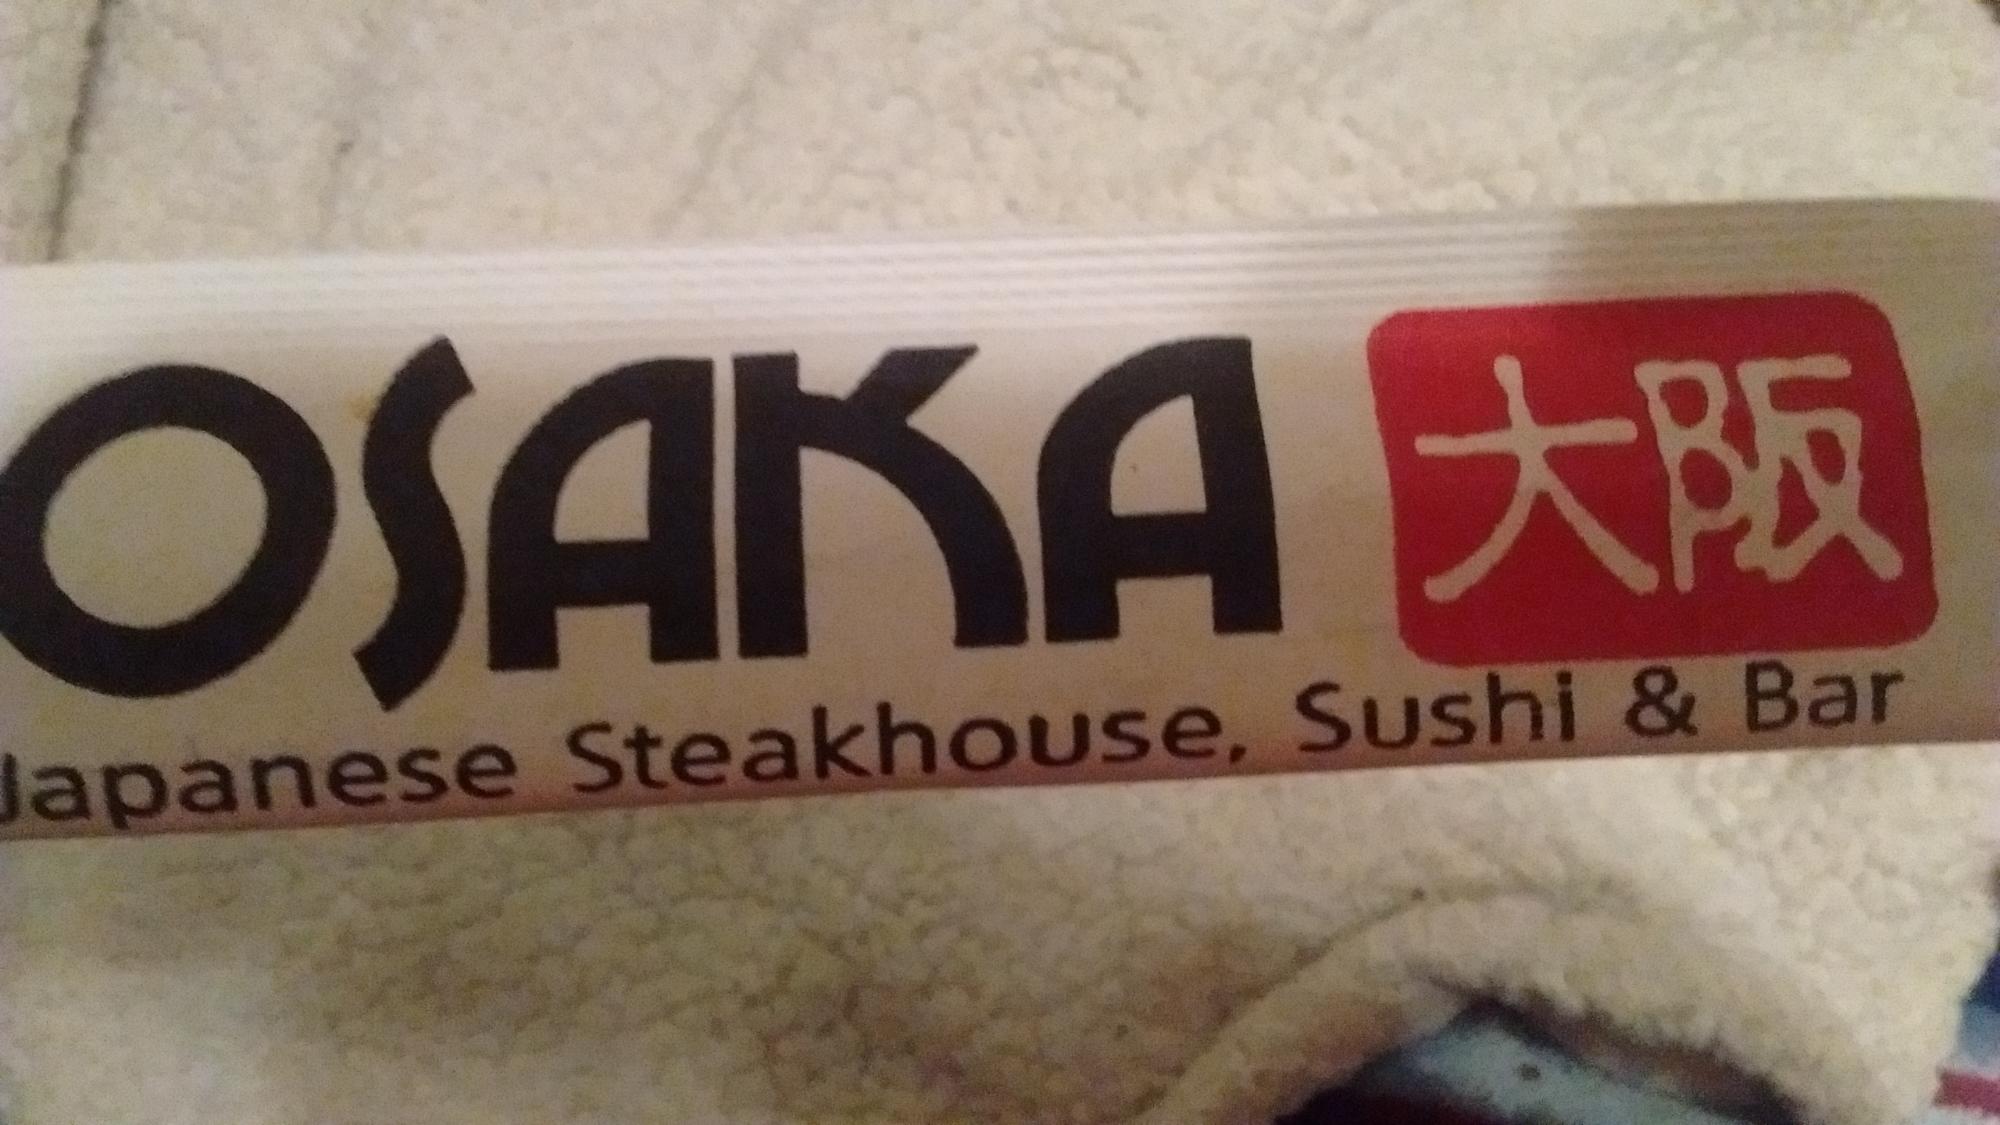 OSAKA 大阪
Japanese Steakhouse, Sushi & Bar